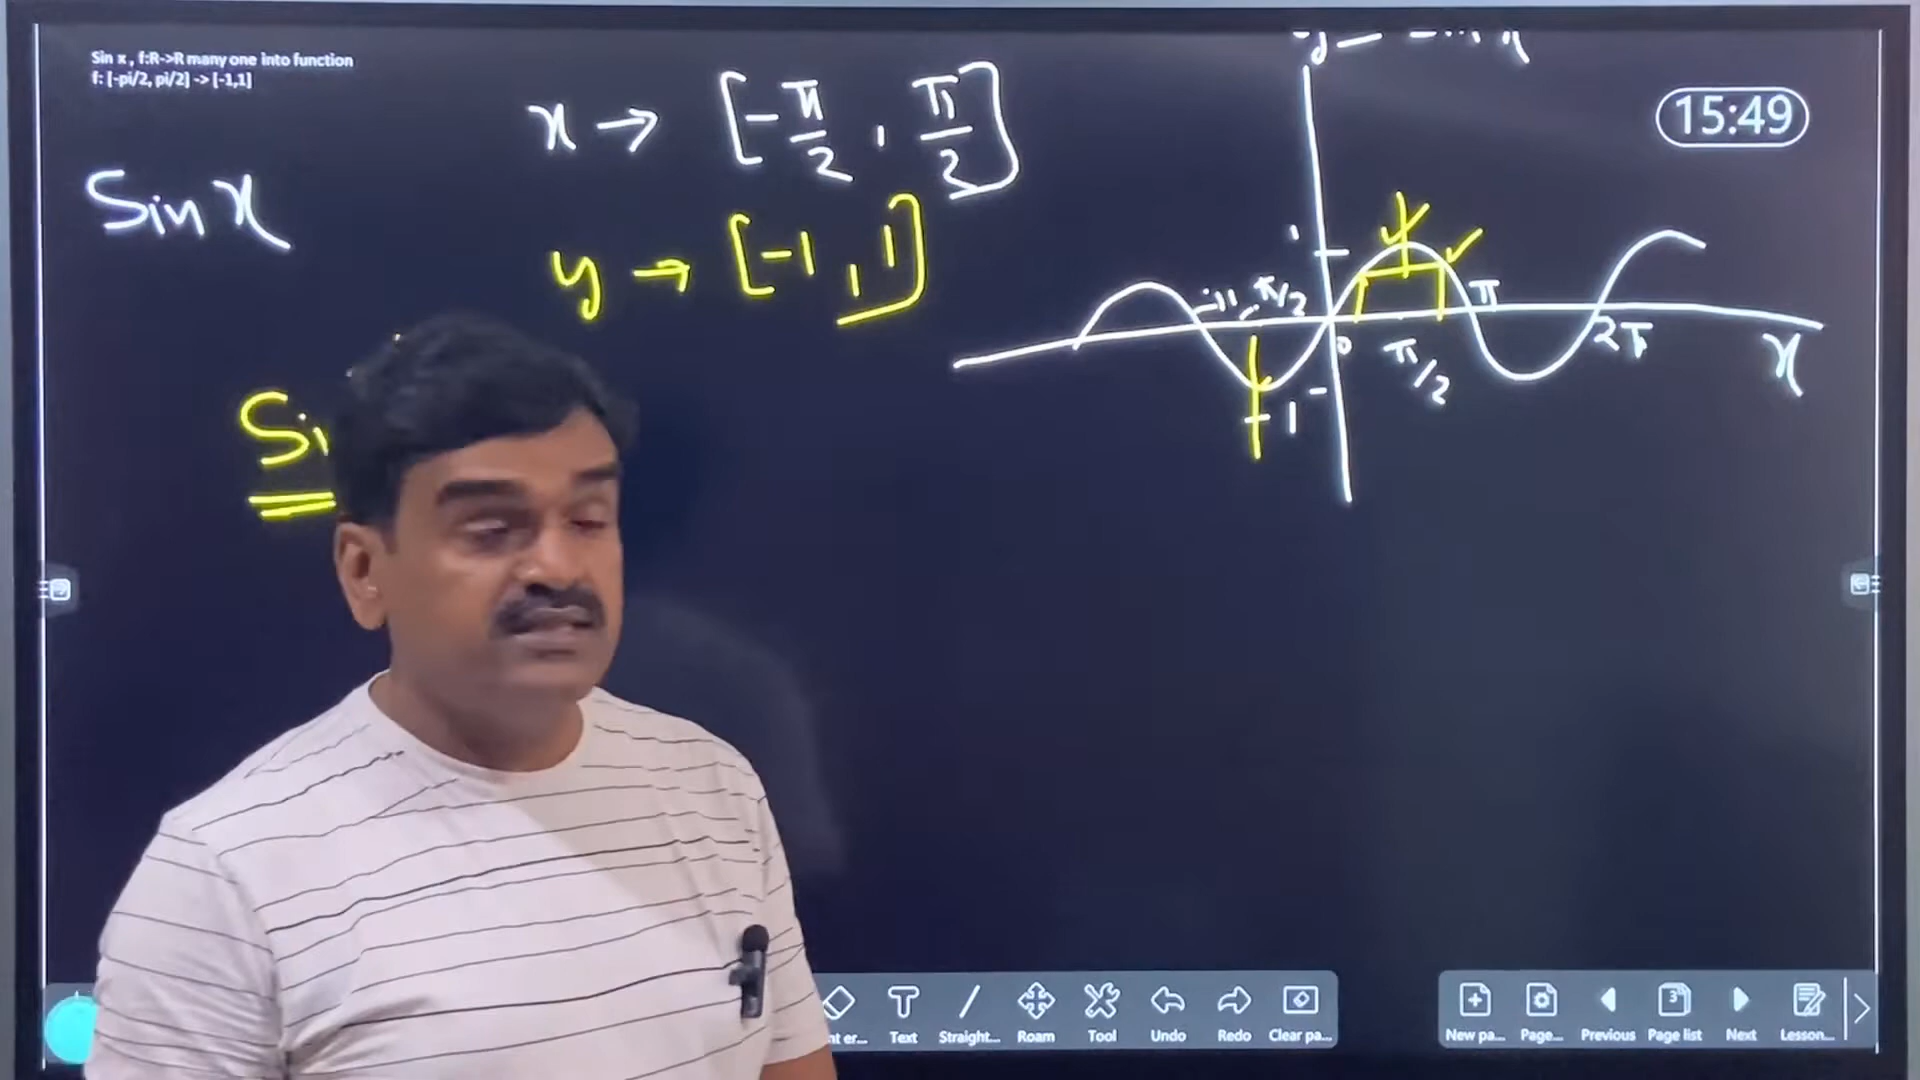 Sin x , f:R->R many one into function
f: [-pi/2, pi/2] -> [-1,1]
x → [-π/2 , π/2]
Sin x
y → [-1 , 1]
15:49
1
-π
-π/2
π
0
π/2
2π
x
-1
Text
Straight...
Roam
Tool
Undo
Redo
Clear pa...
New pa...
Page...
Previous
3
Page list
Next
Lesson...